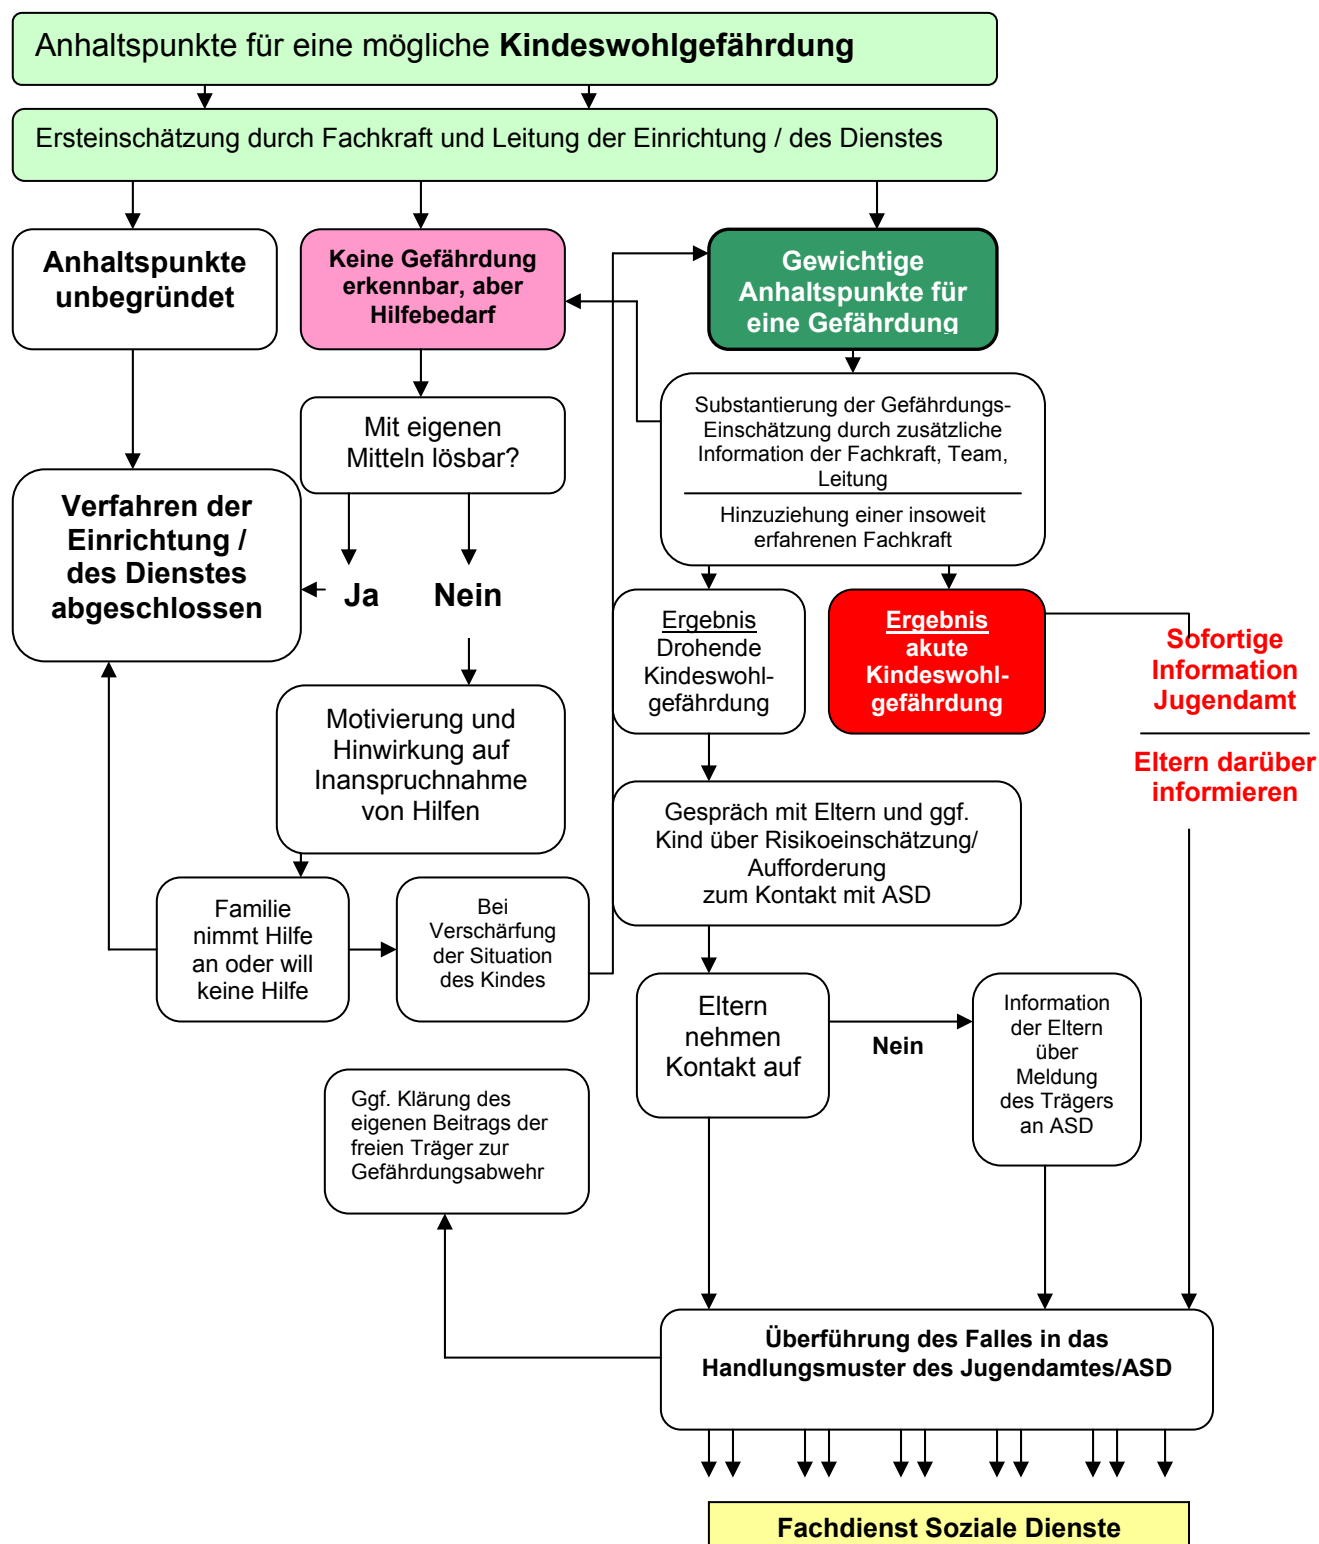 Anhaltspunkte für eine mögliche Kindeswohlgefährdung
Ersteinschätzung durch Fachkraft und Leitung der Einrichtung / des Dienstes
Anhaltspunkte
unbegründet
Keine Gefährdung
erkennbar, aber
Hilfebedarf
Gewichtige
Anhaltspunkte für
eine Gefährdung
Mit eigenen
Mitteln lösbar?
Substantierung der Gefährdungs-
Einschätzung durch zusätzliche
Information der Fachkraft, Team,
Leitung
Hinzuziehung einer insoweit
erfahrenen Fachkraft
Verfahren der
Einrichtung /
des Dienstes
abgeschlossen
Ja
Nein
Ergebnis
Drohende
Kindeswohl-
gefährdung
Ergebnis
akute
Kindeswohl-
gefährdung
Sofortige
Information
Jugendamt
Eltern darüber
informieren
Motivierung und
Hinwirkung auf
Inanspruchnahme
von Hilfen
Gespräch mit Eltern und ggf.
Kind über Risikoeinschätzung/
Aufforderung
zum Kontakt mit ASD
Familie
nimmt Hilfe
an oder will
keine Hilfe
Bei
Verschärfung
der Situation
des Kindes
Eltern
nehmen
Kontakt auf
Nein
Information
der Eltern
über
Meldung
des Trägers
an ASD
Ggf. Klärung des
eigenen Beitrags der
freien Träger zur
Gefährdungsabwehr
Überführung des Falles in das
Handlungsmuster des Jugendamtes/ASD
Fachdienst Soziale Dienste